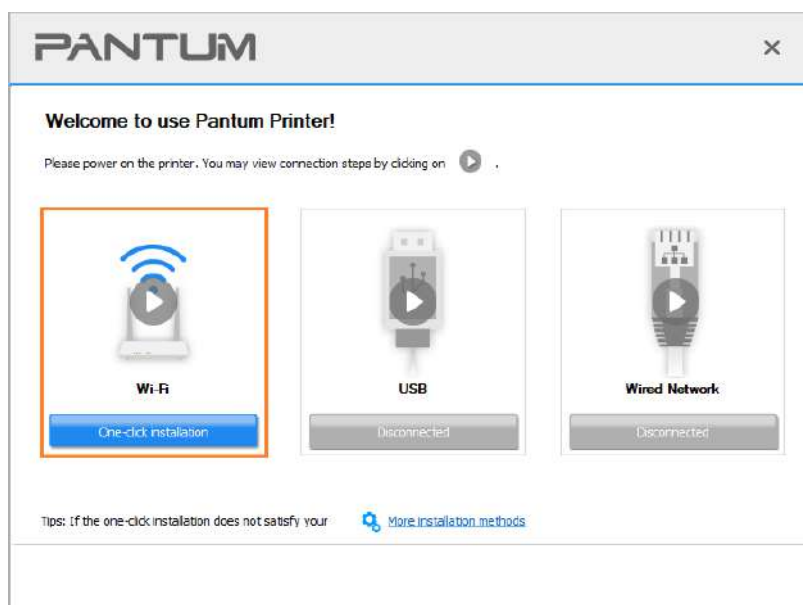 PANTUM
Welcome to use Pantum Printer!
Please power on the printer. You may view connection steps by clicking on .
Wi-Fi
USB
Wired Network
One-click installation
Disconnected
Disconnected
Tips: If the one-click installation does not satisfy your
More installation methods